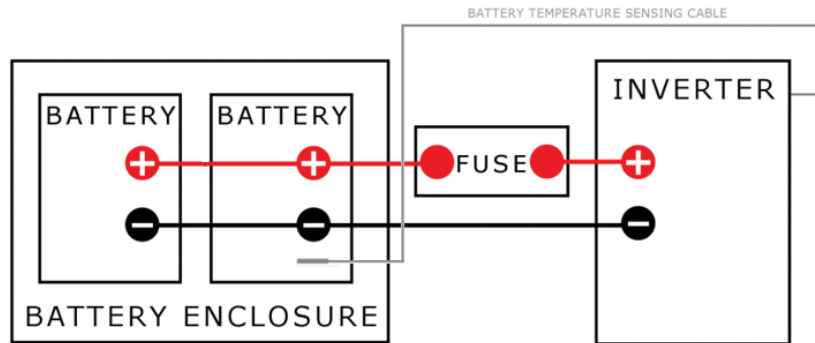 BATTERY TEMPERATURE SENSING CABLE
BATTERY
BATTERY
INVERTER
+
+
FUSE
+
−
−
−
BATTERY ENCLOSURE